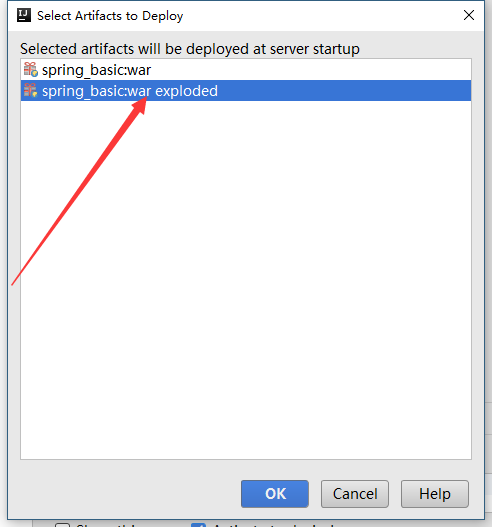 Select Artifacts to Deploy
Selected artifacts will be deployed at server startup
spring_basic:war
spring_basic:war exploded
OK Cancel Help